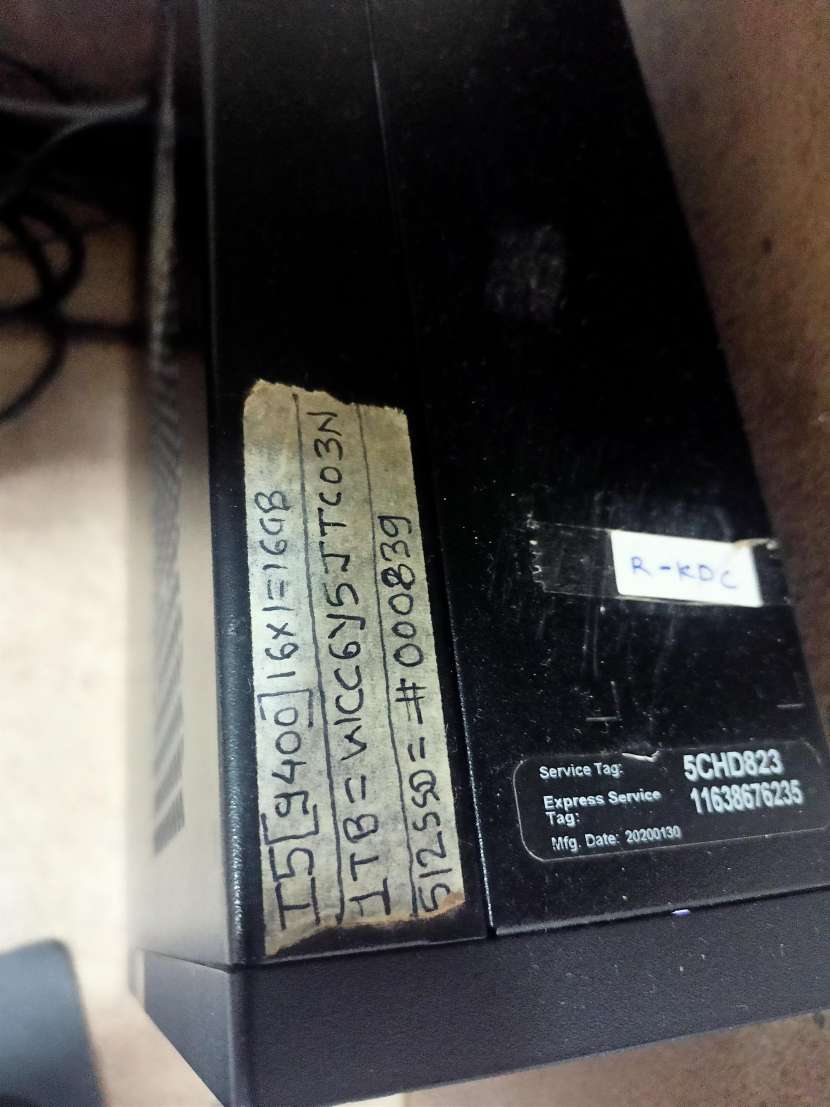 I5[9400]16x1=16GB
1TB=WCC6Y5JTC03N
512SSD=#000839
R-KDC
Service Tag: 5CHD823
Express Service Tag: 11638676235
Mfg. Date: 20200130